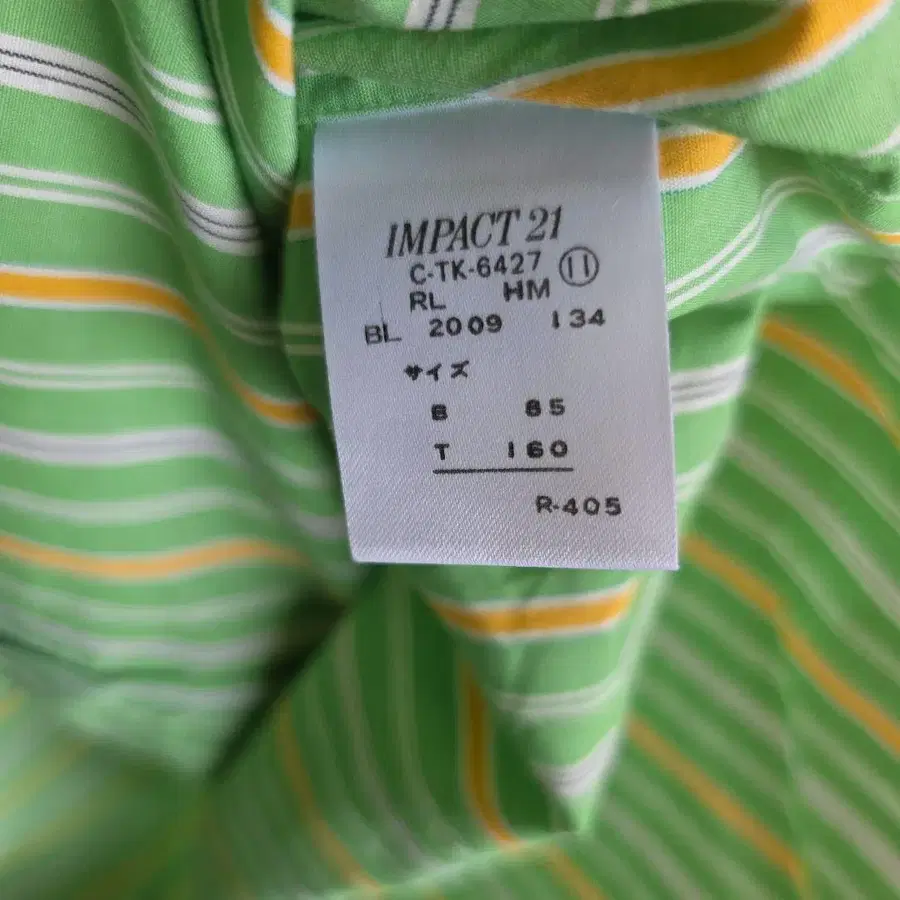 IMPACT 21
C-TK-6427 ⑪
RL HM
BL 2009 134
サイズ
B 85
T 160
R-405